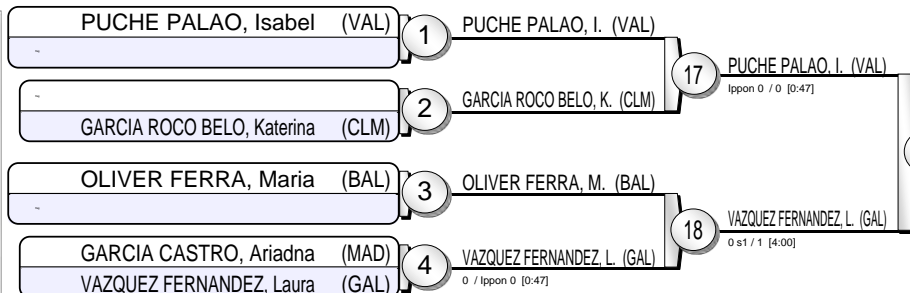 PUCHE PALAO, Isabel (VAL)
~
1
PUCHE PALAO, I. (VAL)
17
PUCHE PALAO, I. (VAL)
Ippon 0 / 0 [0:47]
~
GARCIA ROCO BELO, Katerina (CLM)
2
GARCIA ROCO BELO, K. (CLM)
OLIVER FERRA, Maria (BAL)
~
3
OLIVER FERRA, M. (BAL)
18
VAZQUEZ FERNANDEZ, L. (GAL)
0 s1 / 1 [4:00]
GARCIA CASTRO, Ariadna (MAD)
VAZQUEZ FERNANDEZ, Laura (GAL)
4
VAZQUEZ FERNANDEZ, L. (GAL)
0 / Ippon 0 [0:47]